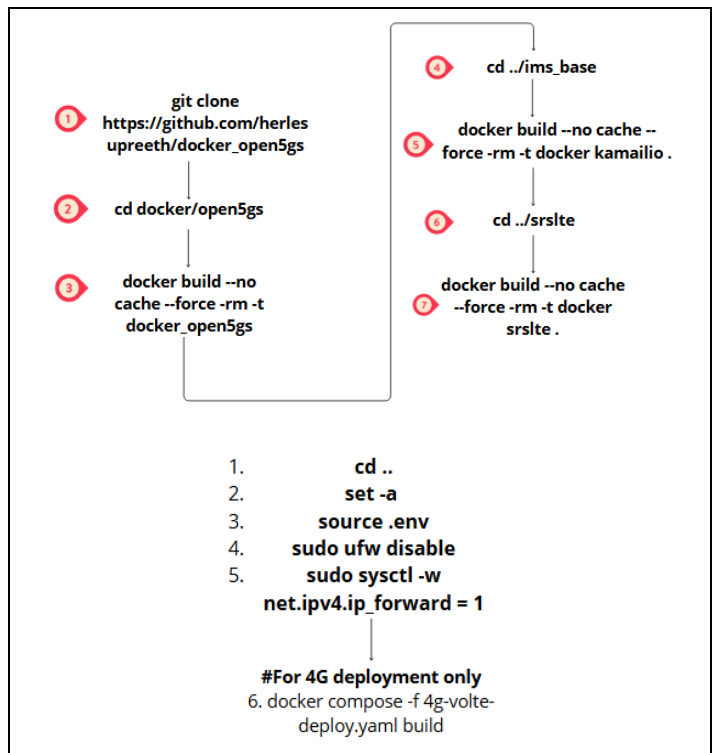 1
git clone
https://github.com/herles
upreeth/docker_open5gs
2
cd docker/open5gs
3
docker build --no
cache --force -rm -t
docker_open5gs
4
cd ../ims_base
5
docker build --no cache --
force -rm -t docker kamailio .
6
cd ../srslte
7
docker build --no cache
--force -rm -t docker
srslte .
1. cd ..
2. set -a
3. source .env
4. sudo ufw disable
5. sudo sysctl -w
net.ipv4.ip_forward = 1
#For 4G deployment only
6. docker compose -f 4g-volte-
deploy.yaml build